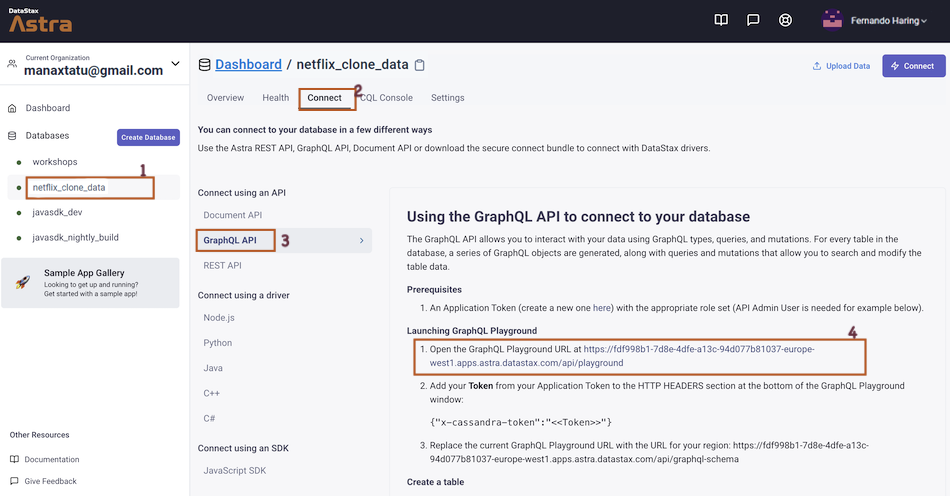 DataStax
Astra
Fernando Haring
Current Organization
manaxtatu@gmail.com
Dashboard
Databases
Create Database
workshops
netflix_clone_data
1
javasdk_dev
javasdk_nightly_build
Sample App Gallery
Looking to get up and running?
Get started with a sample app!
Other Resources
Documentation
Give Feedback
Dashboard / netflix_clone_data
Upload Data
Connect
Overview
Health
Connect
2
CQL Console
Settings
You can connect to your database in a few different ways
Use the Astra REST API, GraphQL API, Document API or download the secure connect bundle to connect with DataStax drivers.
Connect using an API
Document API
GraphQL API
3
REST API
Connect using a driver
Node.js
Python
Java
C++
C#
Connect using an SDK
JavaScript SDK
Using the GraphQL API to connect to your database
The GraphQL API allows you to interact with your data using GraphQL types, queries, and mutations. For every table in the
database, a series of GraphQL objects are generated, along with queries and mutations that allow you to search and modify the
table data.
Prerequisites
1. An Application Token (create a new one here) with the appropriate role set (API Admin User is needed for example below).
Launching GraphQL Playground
4
1. Open the GraphQL Playground URL at https://fdf998b1-7d8e-4dfe-a13c-94d077b81037-europe-
west1.apps.astra.datastax.com/api/playground
2. Add your Token from your Application Token to the HTTP HEADERS section at the bottom of the GraphQL Playground
window:
{"x-cassandra-token":"<<Token>>"}
3. Replace the current GraphQL Playground URL with the URL for your region: https://fdf998b1-7d8e-4dfe-a13c-
94d077b81037-europe-west1.apps.astra.datastax.com/api/graphql-schema
Create a table